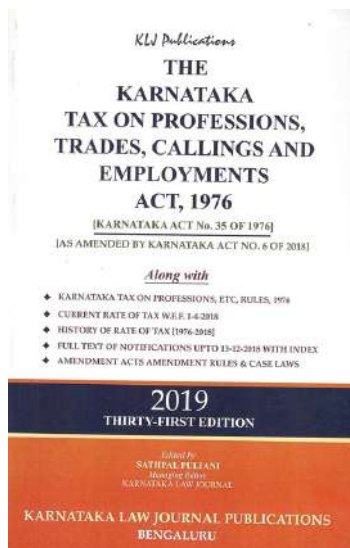 KLJ Publications
THE
KARNATAKA
TAX ON PROFESSIONS,
TRADES, CALLINGS AND
EMPLOYMENTS
ACT, 1976
[KARNATAKA ACT No. 35 OF 1976]
[AS AMENDED BY KARNATAKA ACT NO. 6 OF 2018]
Along with
◆ KARNATAKA TAX ON PROFESSIONS, ETC, RULES, 1976
◆ CURRENT RATE OF TAX W.E.F. 1-4-2018
◆ HISTORY OF RATE OF TAX [1976-2018]
◆ FULL TEXT OF NOTIFICATIONS UPTO 13-12-2018 WITH INDEX
◆ AMENDMENT ACTS AMENDMENT RULES & CASE LAWS
2019
THIRTY-FIRST EDITION
Edited By
SATHPAL PULIANI
Managing Editor
KARNATAKA LAW JOURNAL
KARNATAKA LAW JOURNAL PUBLICATIONS
BENGALURU